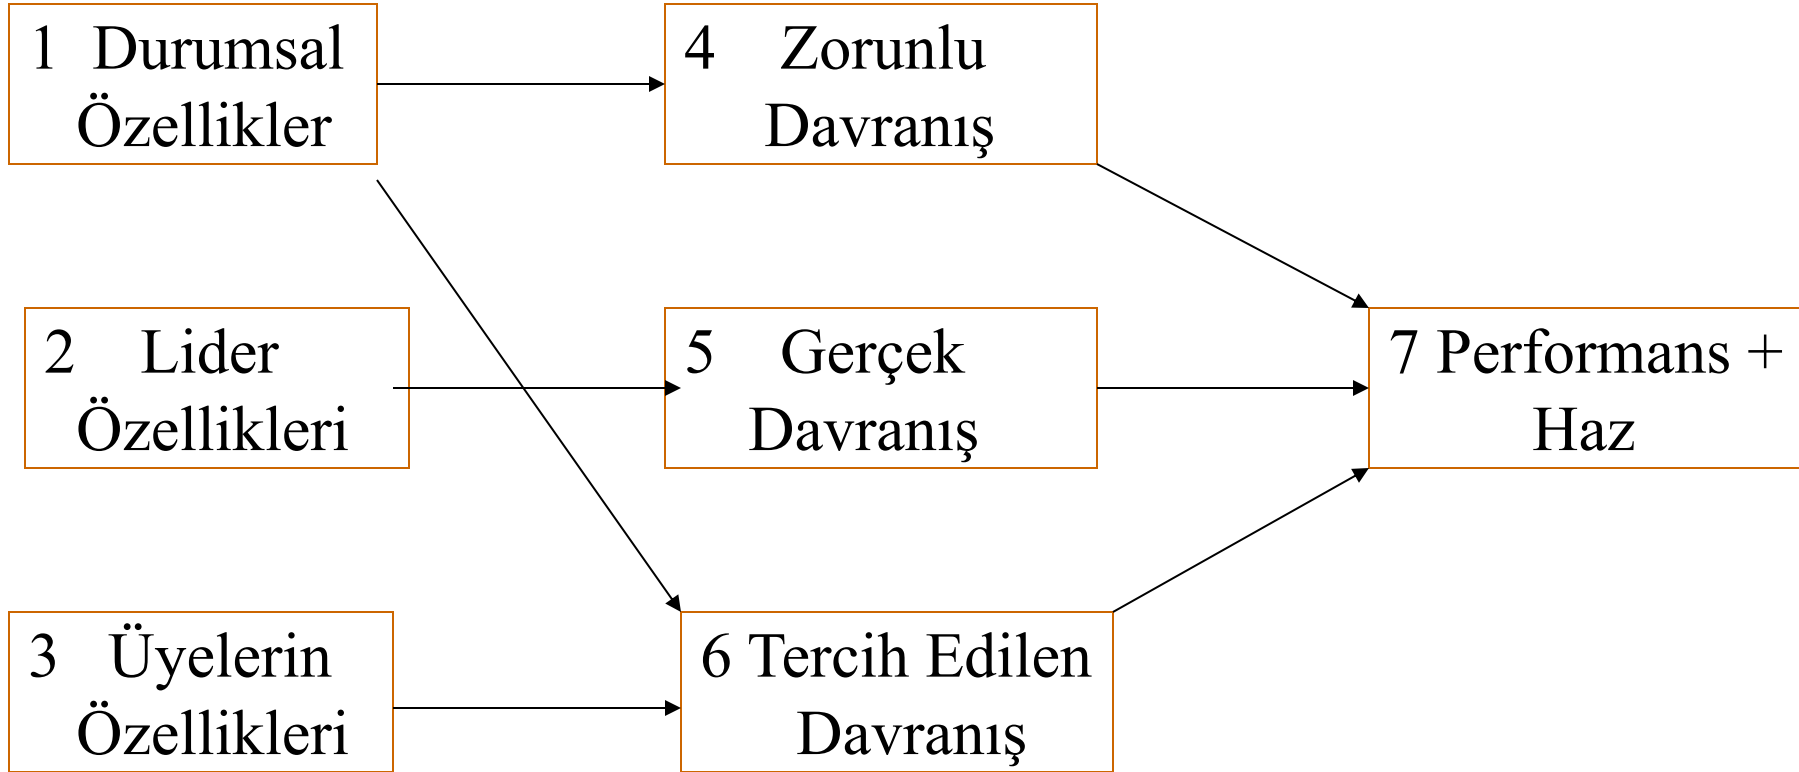 1 Durumsal
Özellikler
4 Zorunlu
Davranış
2 Lider
Özellikleri
5 Gerçek
Davranış
7 Performans +
Haz
3 Üyelerin
Özellikleri
6 Tercih Edilen
Davranış